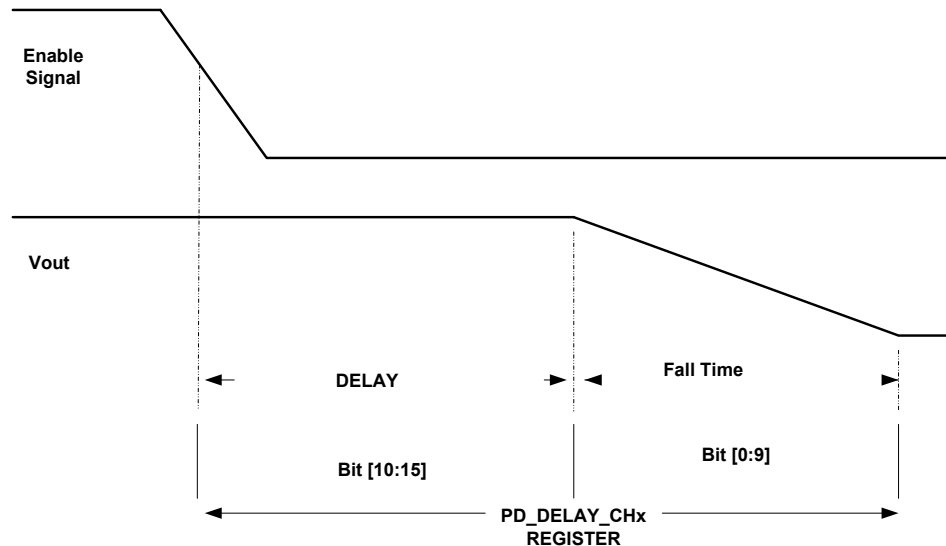 Enable
Signal
Vout
DELAY
Fall Time
Bit [10:15]
Bit [0:9]
PD_DELAY_CHx
REGISTER